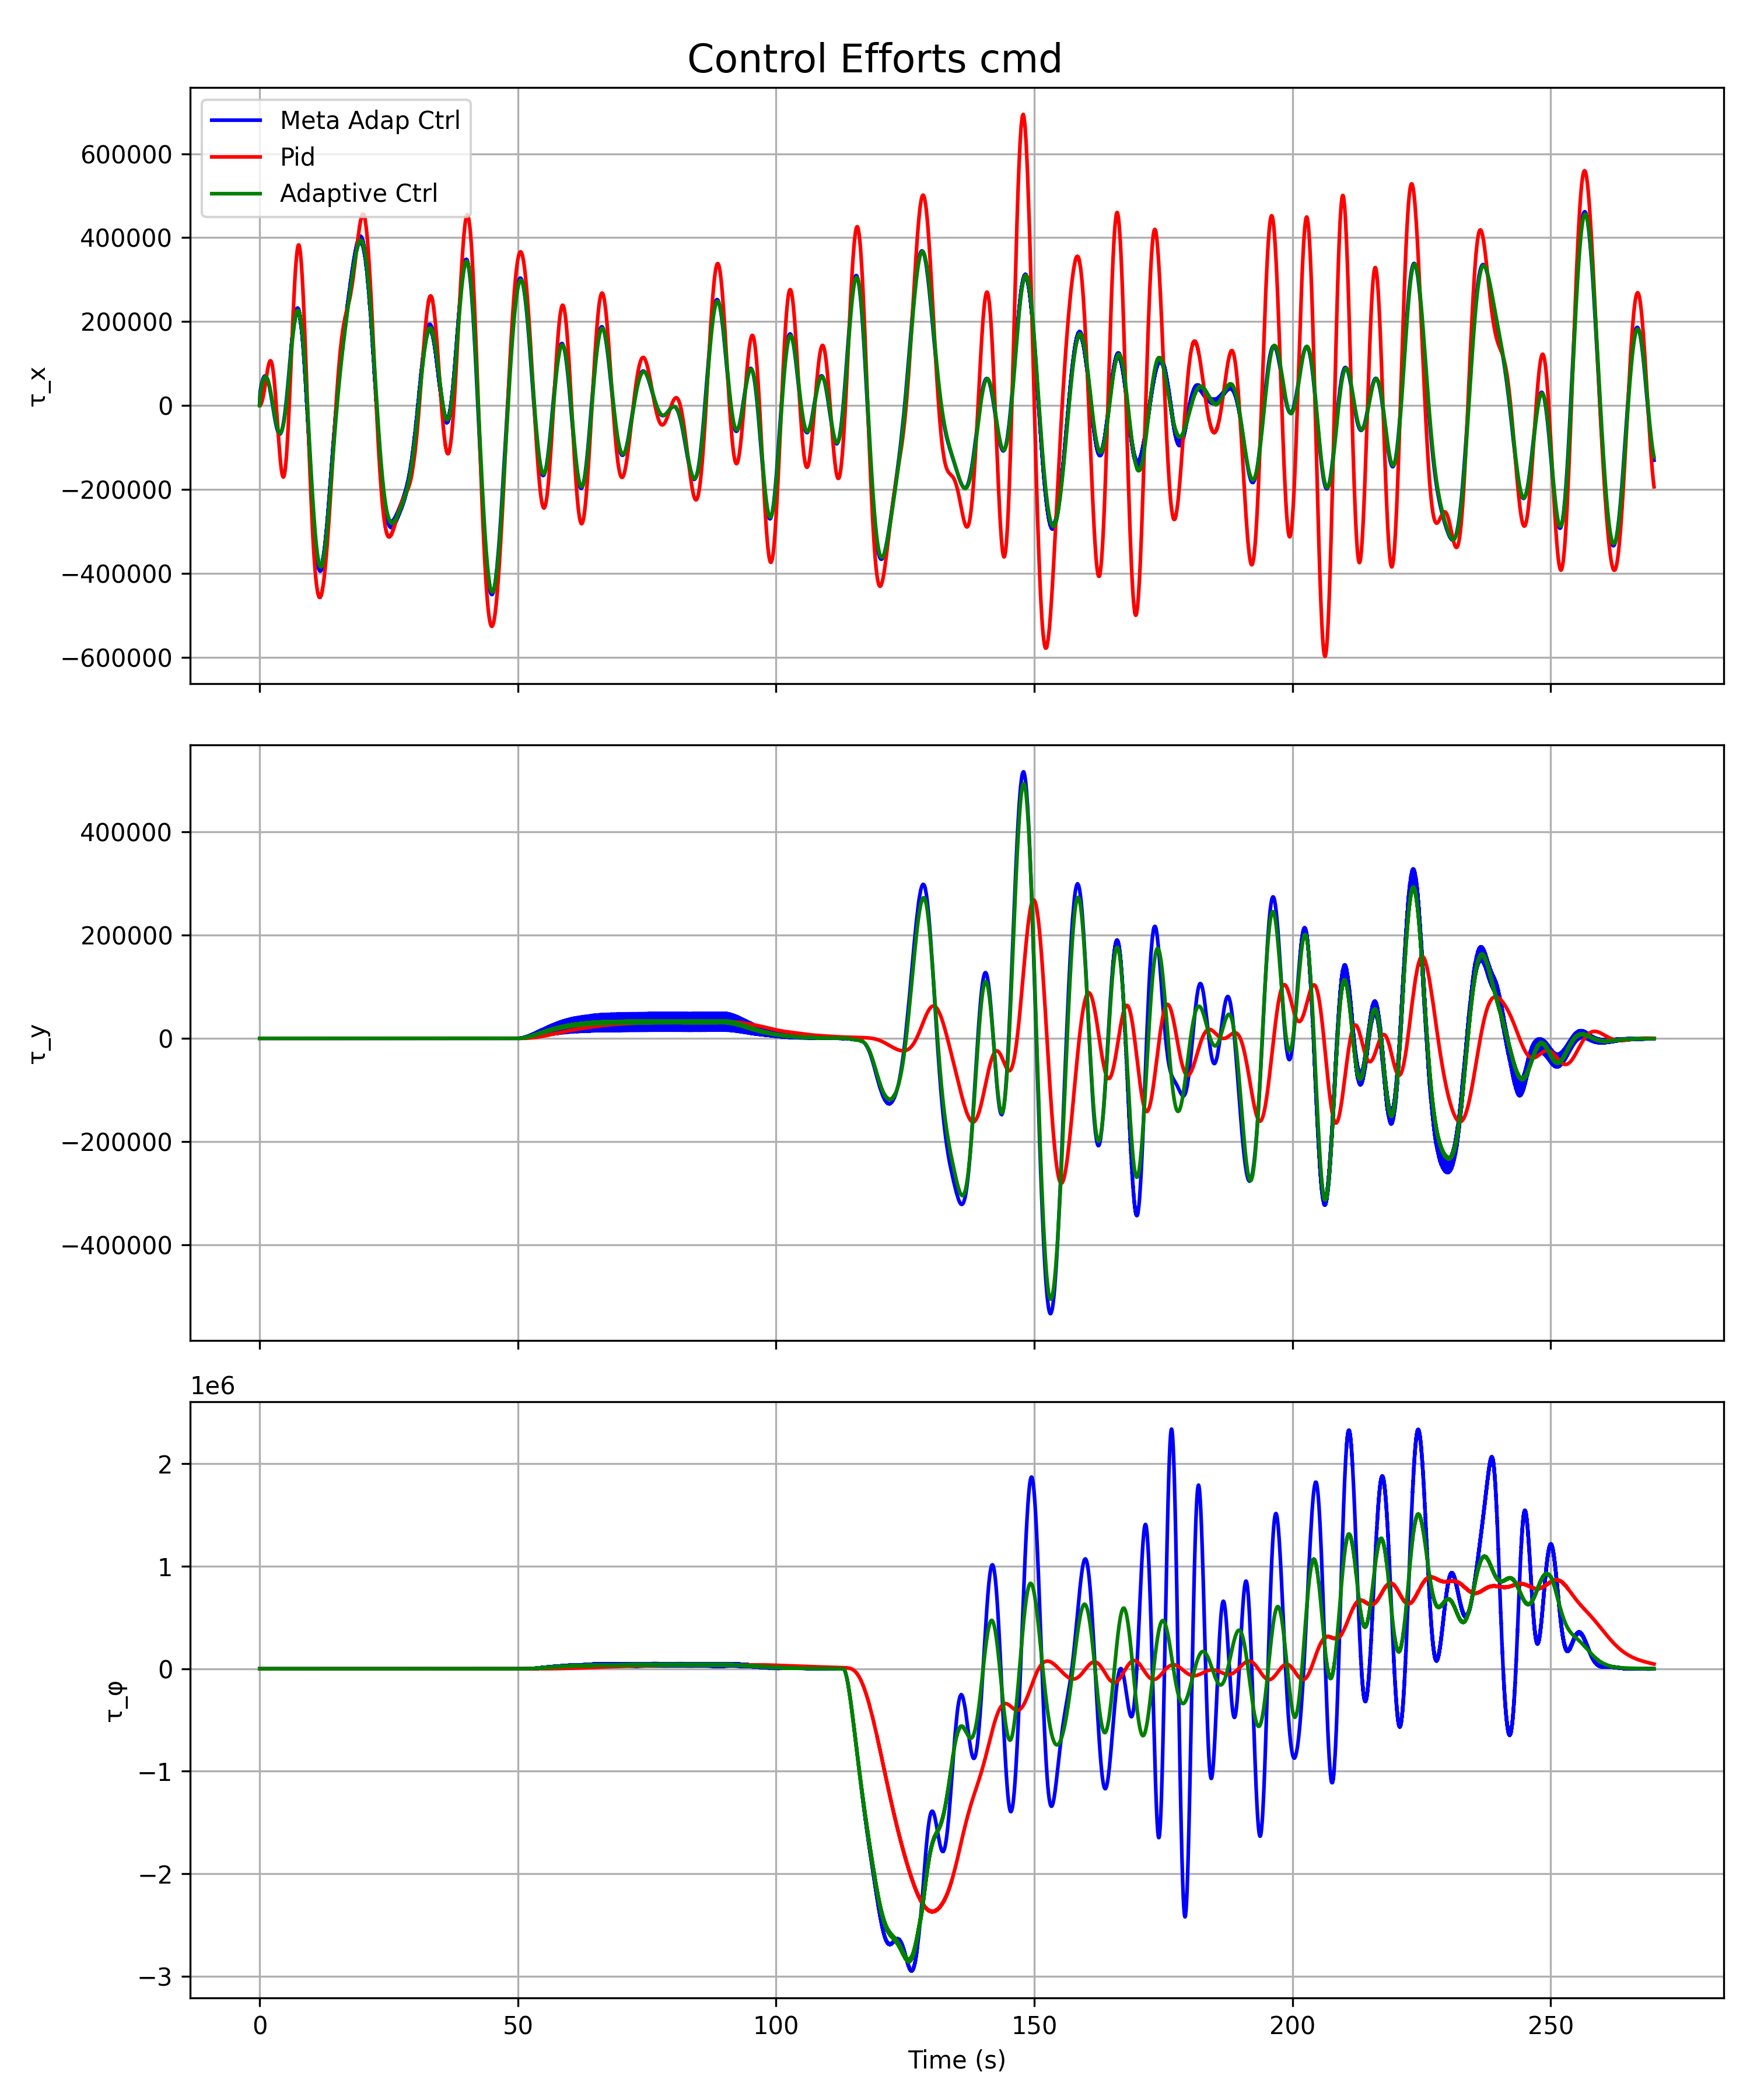 Control Efforts cmd
Meta Adap Ctrl
Pid
Adaptive Ctrl
600000
400000
200000
0
−200000
−400000
−600000
τ_x
400000
200000
0
−200000
−400000
τ_y
1e6
2
1
0
−1
−2
−3
τ_φ
0 50 100 150 200 250
Time (s)